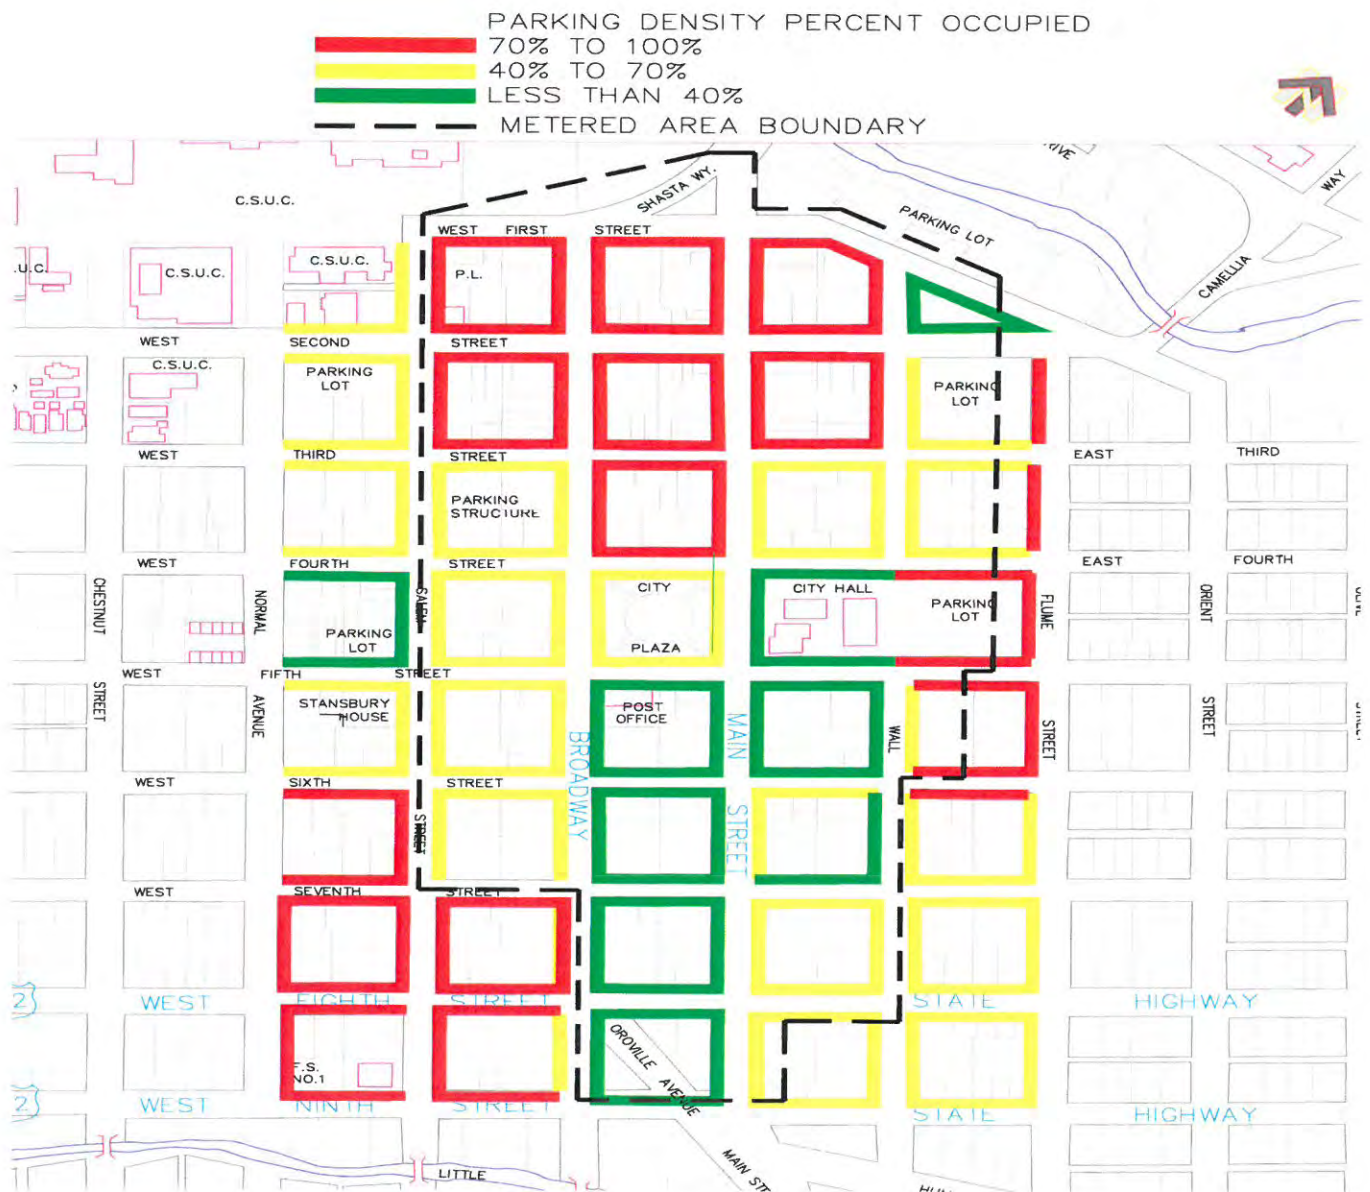 PARKING DENSITY PERCENT OCCUPIED
70% TO 100%
40% TO 70%
LESS THAN 40%
METERED AREA BOUNDARY
SHASTA WY.
WAY
C.S.U.C.
PARKING LOT
WEST FIRST STREET
CAMELLIA
C.S.U.C.
C.S.U.C.
P.L.
WEST SECOND STREET
C.S.U.C.
PARKING
LOT
PARKING
LOT
WEST THIRD STREET
EAST THIRD
PARKING
STRUCTURE
WEST FOURTH STREET
EAST FOURTH
CHESTNUT
NORMAL
SALEM
CITY
CITY HALL
PARKING
LOT
FLUME
ORIENT
PARKING
LOT
PLAZA
WEST FIFTH STREET
STREET
AVENUE
STANSBURY
HOUSE
POST
OFFICE
MAIN
WALL
STREET
STREET
BROADWAY
WEST SIXTH STREET
STREET
STREET
WEST SEVENTH STREET
2
WEST EIGHTH STREET
STATE HIGHWAY
OROVILLE AVENUE
F.S.
NO.1
2
WEST NINTH STREET
STATE HIGHWAY
LITTLE
MAIN